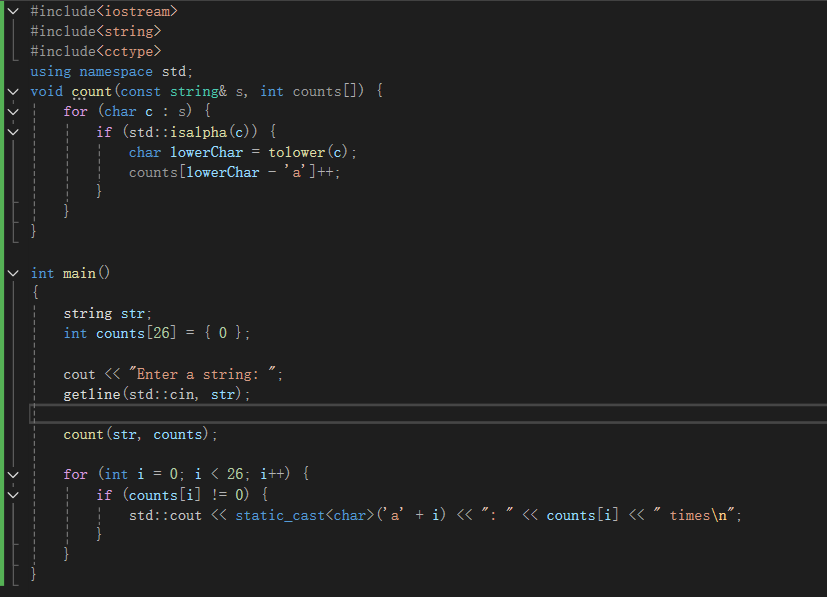 #include<iostream>
#include<string>
#include<cctype>
using namespace std;
void count(const string& s, int counts[]) {
    for (char c : s) {
        if (std::isalpha(c)) {
            char lowerChar = tolower(c);
            counts[lowerChar - 'a']++;
        }
    }
}

int main()
{
    string str;
    int counts[26] = { 0 };

    cout << "Enter a string: ";
    getline(std::cin, str);

    count(str, counts);

    for (int i = 0; i < 26; i++) {
        if (counts[i] != 0) {
            std::cout << static_cast<char>('a' + i) << ": " << counts[i] << " times\n";
        }
    }
}